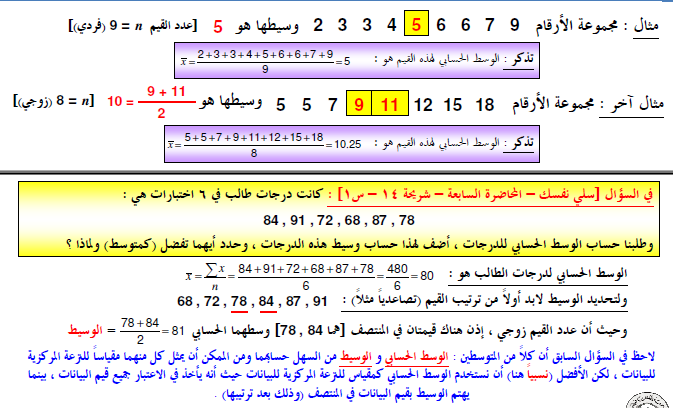 مثال : مجموعة الأرقام 2 3 3 4 5 6 6 7 9 وسيطها هو 5 [عدد القيم n = 9 (فردي)]
تذكر : الوسط الحسابي لهذه القيم هو : x̄ = (2+3+3+4+5+6+6+7+9)/9 = 5
مثال آخر : مجموعة الأرقام 5 5 7 9 11 12 15 18 وسيطها هو (9 + 11)/2 = 10 [n = 8 (زوجي)]
تذكر : الوسط الحسابي لهذه القيم هو : x̄ = (5+5+7+9+11+12+15+18)/8 = 10.25
في السؤال [سلي نفسك – المحاضرة السابعة – شريحة ١٤ – س١] : كانت درجات طالب في ٦ اختبارات هي :
84 , 91 , 72 , 68 , 87 , 78
وطلبنا حساب الوسط الحسابي للدرجات ، أضف لهذا حساب وسيط هذه الدرجات ، وحدد أيهما تفضل (كمتوسط) ولماذا ؟
الوسط الحسابي لدرجات الطالب هو : x̄ = ∑x/n = (84+91+72+68+87+78)/6 = 480/6 = 80
ولتحديد الوسيط لابد أولاً من ترتيب القيم (تصاعدياً مثلاً) : 68 , 72 , 78 , 84 , 87 , 91
وحيث أن عدد القيم زوجي ، إذن هناك قيمتان في المنتصف [هما 84 , 78] وسطهما الحسابي (78+84)/2 = 81 = الوسيط
لاحظ في السؤال السابق أن كلاً من المتوسطين : الوسط الحسابي و الوسيط من السهل حسابهما ومن الممكن أن يمثل كل منهما مقياساً للنزعة المركزية
للبيانات ، لكن الأفضل (نسبياً هنا) أن نستخدم الوسط الحسابي كمقياس للنزعة المركزية للبيانات حيث أنه يأخذ في الاعتبار جميع قيم البيانات ، بينما
يهتم الوسيط بقيم البيانات في المنتصف (وذلك بعد ترتيبها) .